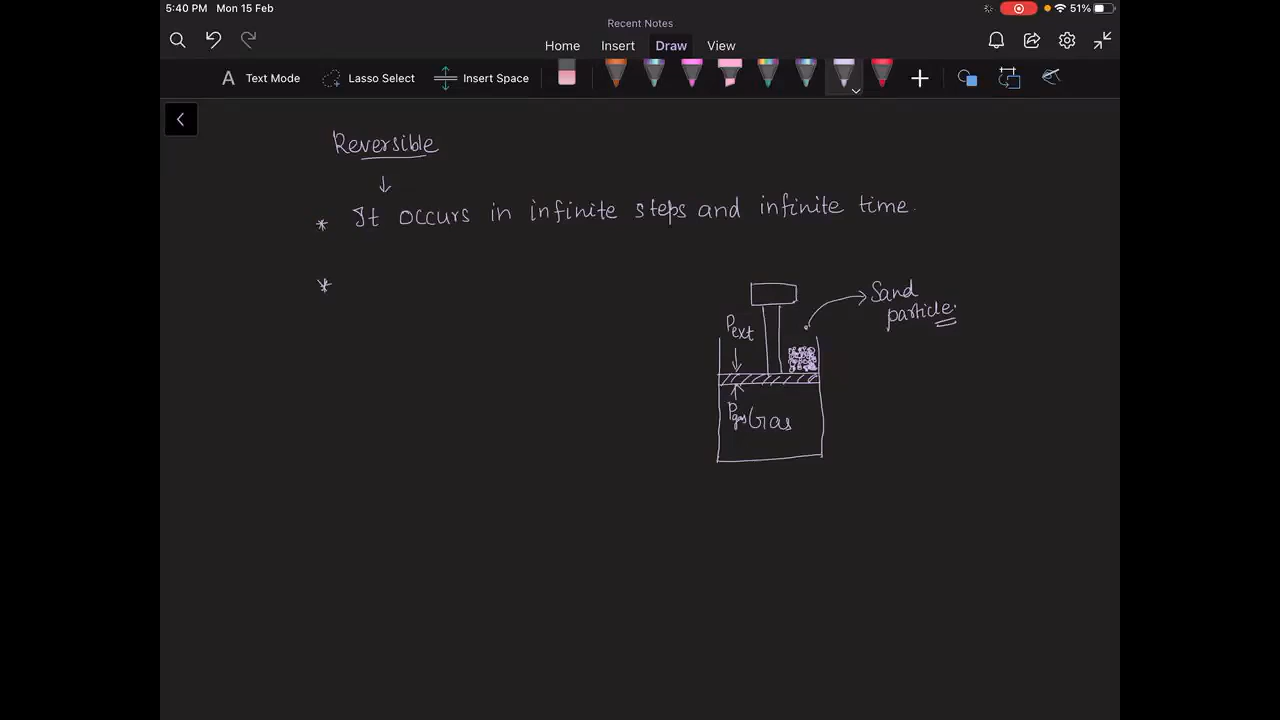 5:40 PM Mon 15 Feb
51%
Recent Notes
Home Insert Draw View
A Text Mode Lasso Select Insert Space
Reversible
* It occurs in infinite steps and infinite time.
*
Sand
particle.
Pext
Pgas Gas